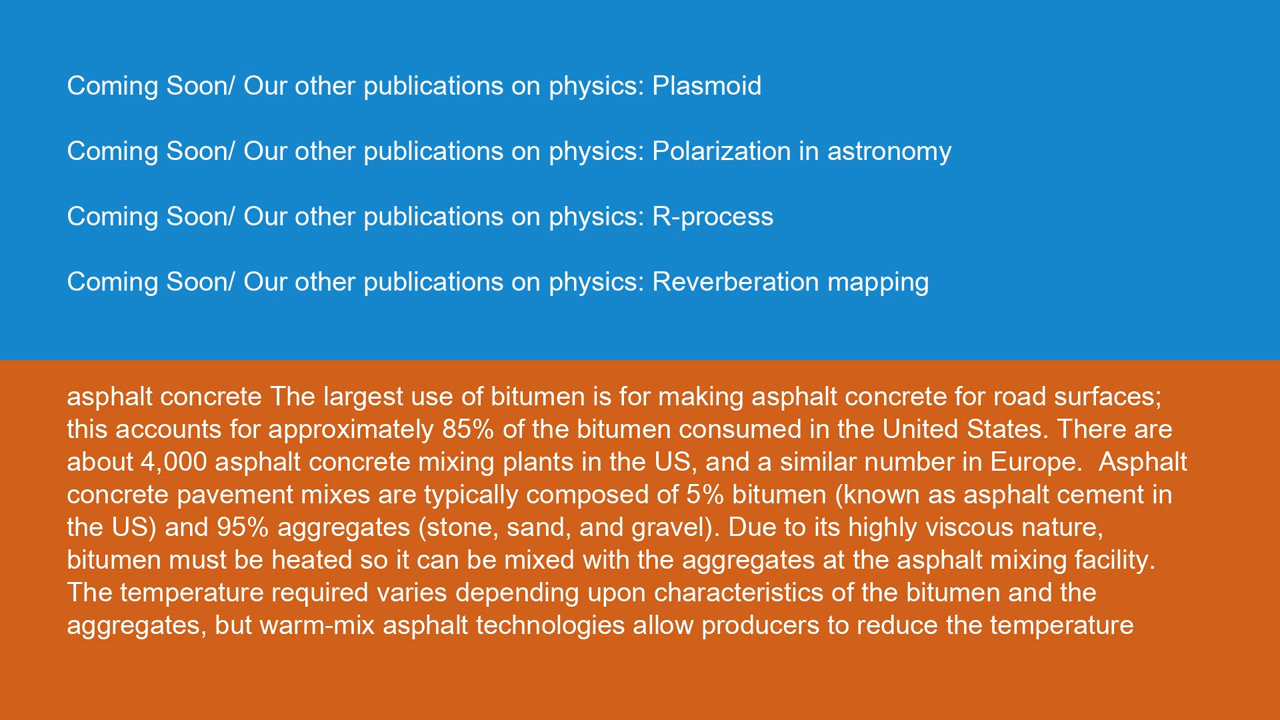 Coming Soon/ Our other publications on physics: Plasmoid
Coming Soon/ Our other publications on physics: Polarization in astronomy
Coming Soon/ Our other publications on physics: R-process
Coming Soon/ Our other publications on physics: Reverberation mapping
asphalt concrete The largest use of bitumen is for making asphalt concrete for road surfaces;
this accounts for approximately 85% of the bitumen consumed in the United States. There are
about 4,000 asphalt concrete mixing plants in the US, and a similar number in Europe.  Asphalt
concrete pavement mixes are typically composed of 5% bitumen (known as asphalt cement in
the US) and 95% aggregates (stone, sand, and gravel). Due to its highly viscous nature,
bitumen must be heated so it can be mixed with the aggregates at the asphalt mixing facility.
The temperature required varies depending upon characteristics of the bitumen and the
aggregates, but warm-mix asphalt technologies allow producers to reduce the temperature